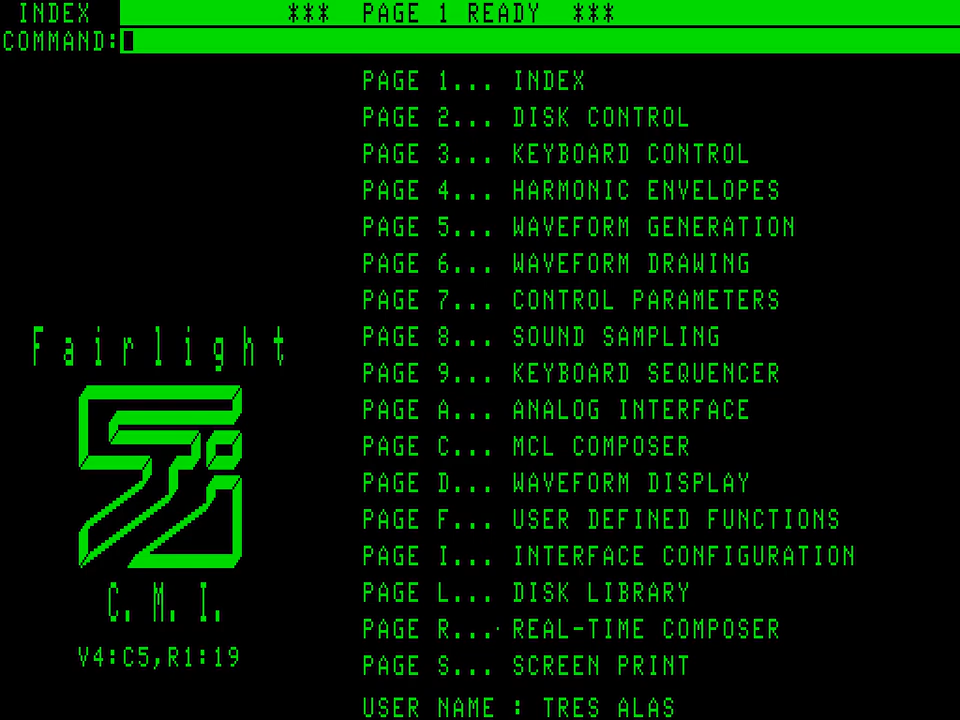 INDEX *** PAGE 1 READY ***
COMMAND:
PAGE 1... INDEX
PAGE 2... DISK CONTROL
PAGE 3... KEYBOARD CONTROL
PAGE 4... HARMONIC ENVELOPES
PAGE 5... WAVEFORM GENERATION
PAGE 6... WAVEFORM DRAWING
PAGE 7... CONTROL PARAMETERS
PAGE 8... SOUND SAMPLING
PAGE 9... KEYBOARD SEQUENCER
PAGE A... ANALOG INTERFACE
PAGE C... MCL COMPOSER
PAGE D... WAVEFORM DISPLAY
PAGE F... USER DEFINED FUNCTIONS
PAGE I... INTERFACE CONFIGURATION
PAGE L... DISK LIBRARY
PAGE R... REAL-TIME COMPOSER
PAGE S... SCREEN PRINT
USER NAME : TRES ALAS
Fairlight
C. M. I.
V4:C5,R1:19